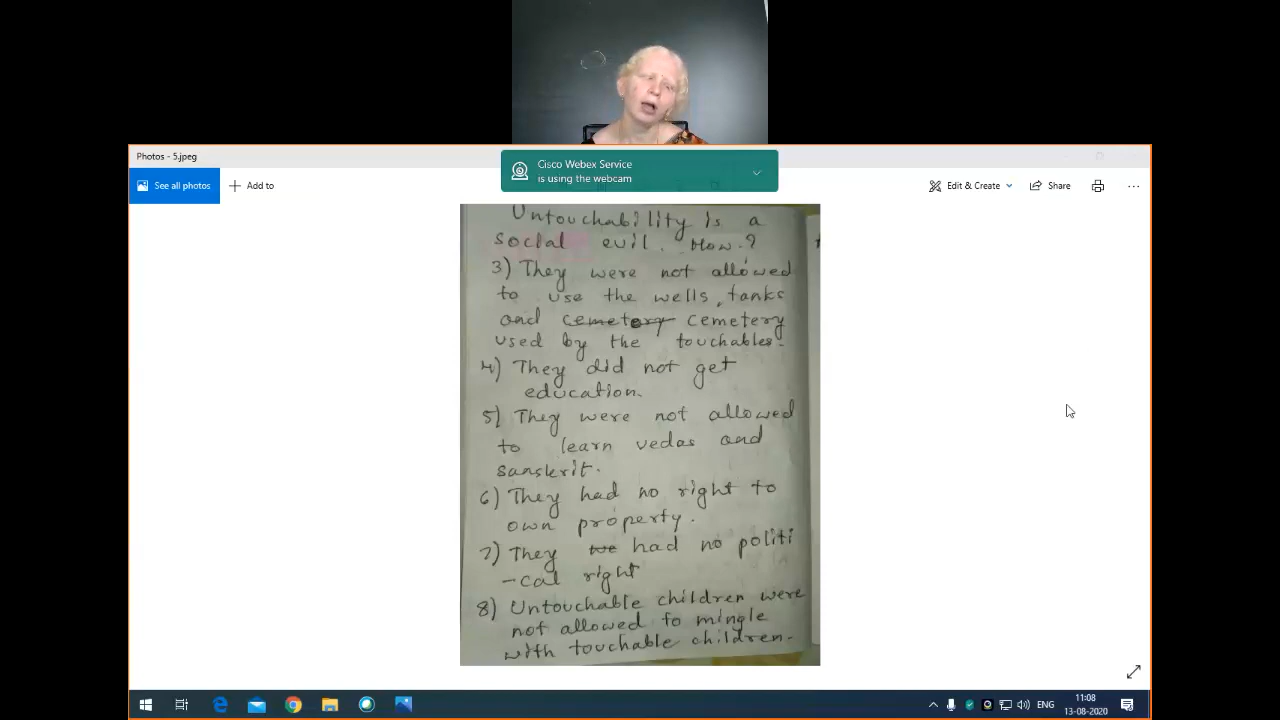 Photos - 5.jpeg
Cisco Webex Service
is using the webcam
See all photos
Add to
Edit & Create
Share
Untouchability is a
social evil. How.?
3) They were not allowed
to use the wells, tanks
and cemetery cemetery
used by the touchables.
4) They did not get
education.
5) They were not allowed
to learn vedas and
sanskrit.
6) They had no right to
own property.
7) They we had no politi
-cal right
8) Untouchable children were
not allowed to mingle
with touchable children.
ENG
11:08
13-08-2020